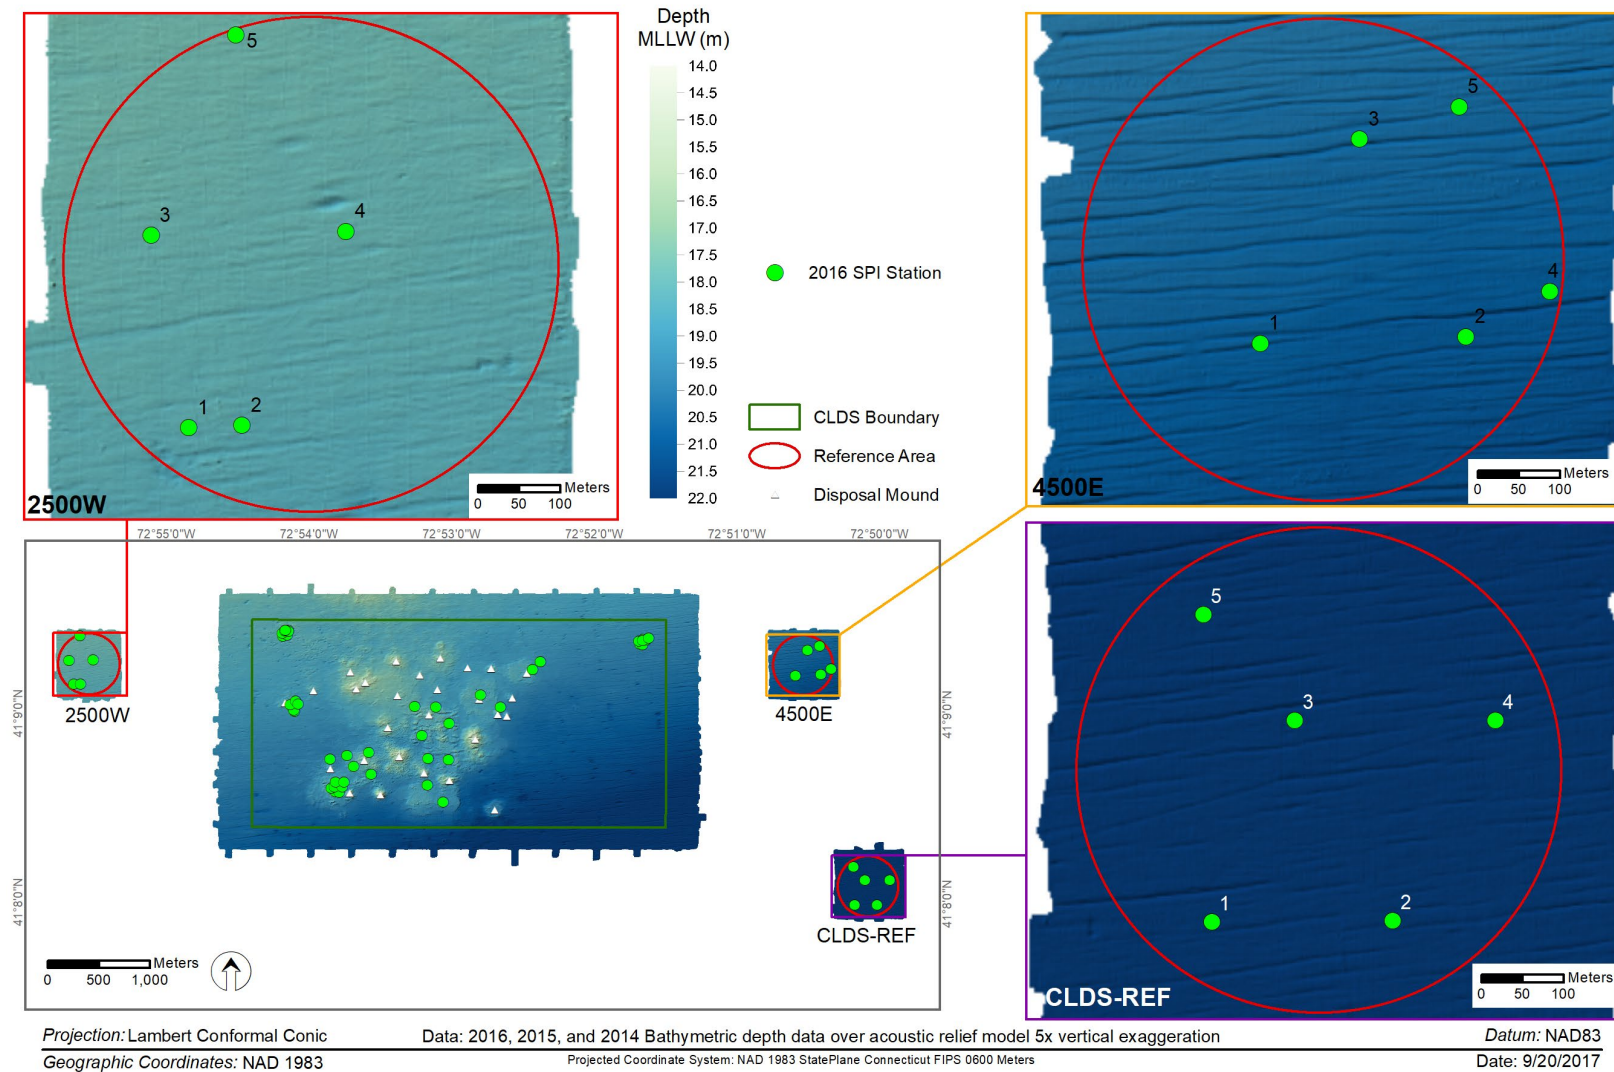 5
3
4
1
2
2500W
Meters
0 50 100
Depth
MLLW (m)
14.0
15.0
15.5
16.0
16.5
17.0
17.5
18.0
18.5
19.0
19.5
20.0
20.5
21.0
21.5
22.0
2016 SPI Station
CLDS Boundary
Reference Area
Disposal Mound
5
3
4
1
2
4500E
Meters
0 50 100
72°55'0"W 72°54'0"W 72°53'0"W 72°52'0"W 72°51'0"W 72°50'0"W
41°9'0"N
41°8'0"N
2500W
4500E
CLDS-REF
41°9'0"N
41°8'0"N
Meters
0 500 1,000
5
3
4
1
2
CLDS-REF
Meters
0 50 100
Projection: Lambert Conformal Conic
Data: 2016, 2015, and 2014 Bathymetric depth data over acoustic relief model 5x vertical exaggeration
Datum: NAD83
Geographic Coordinates: NAD 1983
Projected Coordinate System: NAD 1983 StatePlane Connecticut FIPS 0600 Meters
Date: 9/20/2017